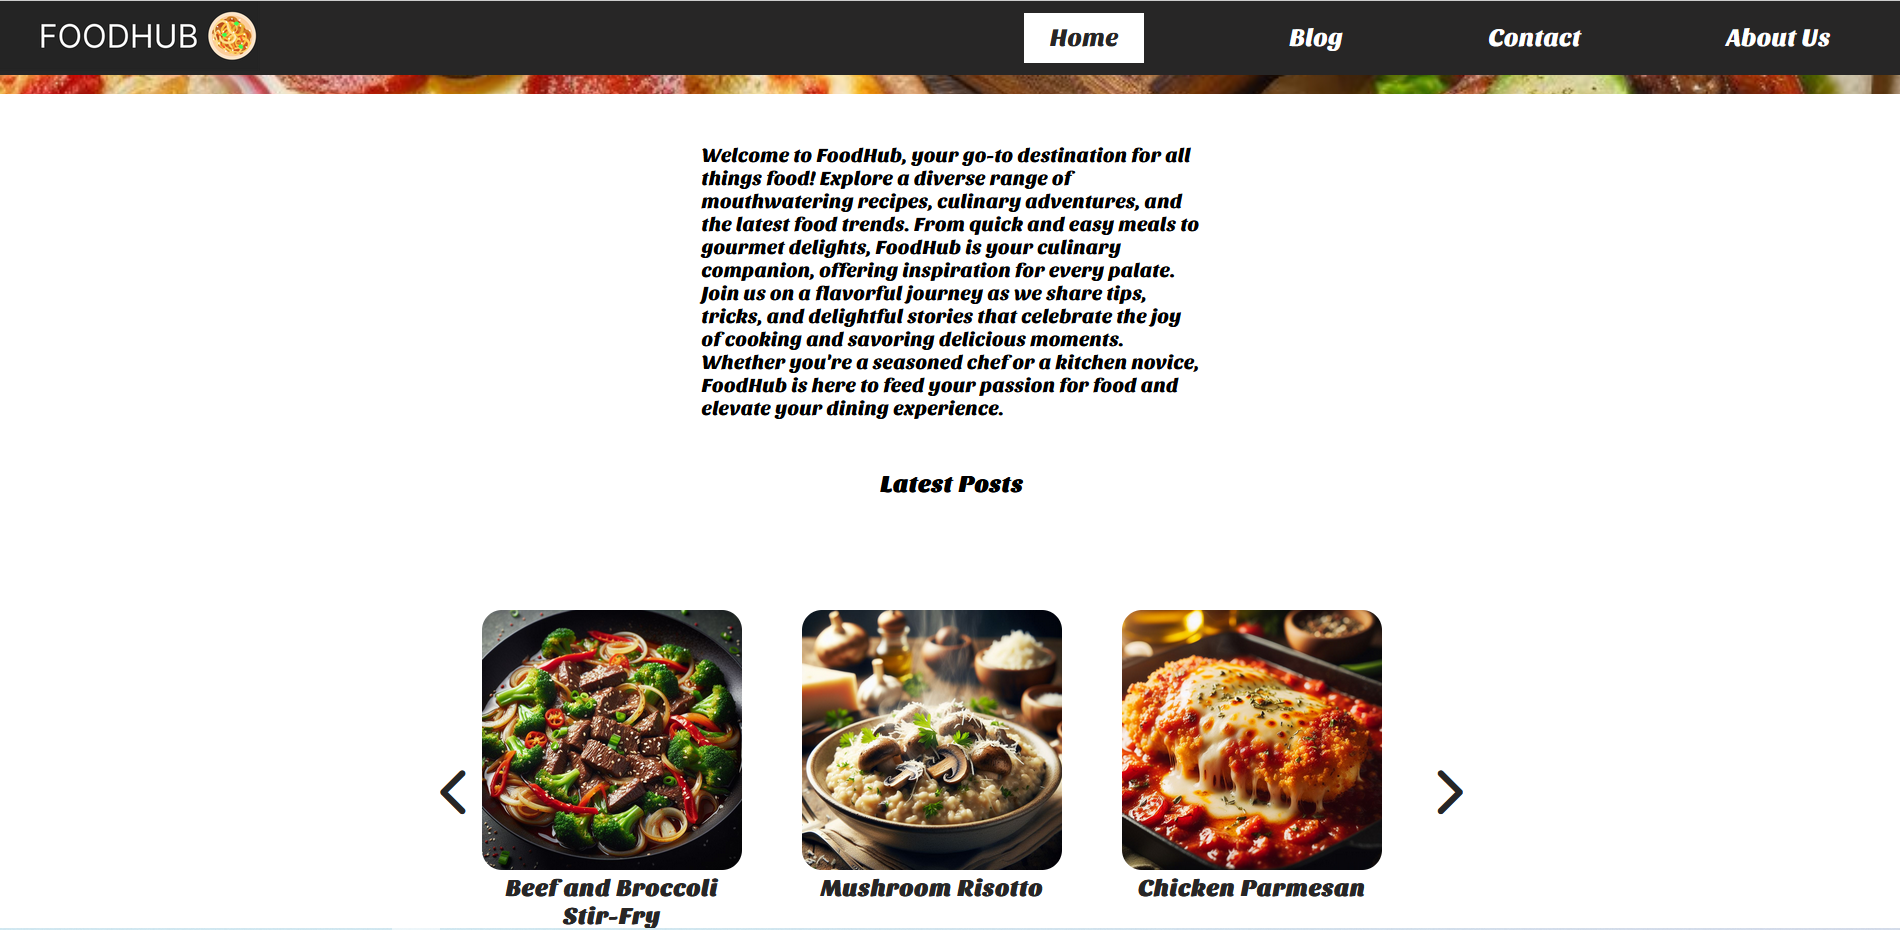 FOODHUB
Home
Blog
Contact
About Us
Welcome to FoodHub, your go-to destination for all
things food! Explore a diverse range of
mouthwatering recipes, culinary adventures, and
the latest food trends. From quick and easy meals to
gourmet delights, FoodHub is your culinary
companion, offering inspiration for every palate.
Join us on a flavorful journey as we share tips,
tricks, and delightful stories that celebrate the joy
of cooking and savoring delicious moments.
Whether you're a seasoned chef or a kitchen novice,
FoodHub is here to feed your passion for food and
elevate your dining experience.
Latest Posts
Beef and Broccoli
Stir-Fry
Mushroom Risotto
Chicken Parmesan